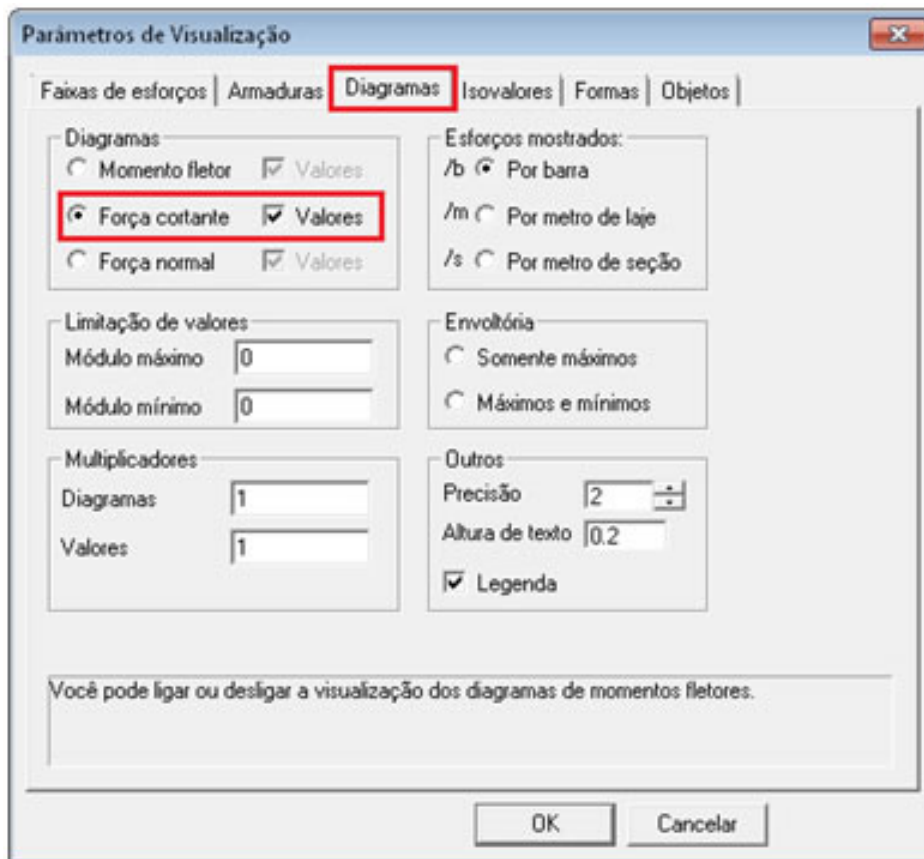 Parâmetros de Visualização
Faixas de esforços Armaduras Diagramas Isovalores Formas Objetos
Diagramas
Momento fletor Valores
Força cortante Valores
Força normal Valores
Esforços mostrados:
/b Por barra
/m Por metro de laje
/s Por metro de seção
Limitação de valores
Módulo máximo 0
Módulo mínimo 0
Envoltória
Somente máximos
Máximos e mínimos
Multiplicadores
Diagramas 1
Valores 1
Outros
Precisão 2
Altura de texto 0.2
Legenda
Você pode ligar ou desligar a visualização dos diagramas de momentos fletores.
OK Cancelar